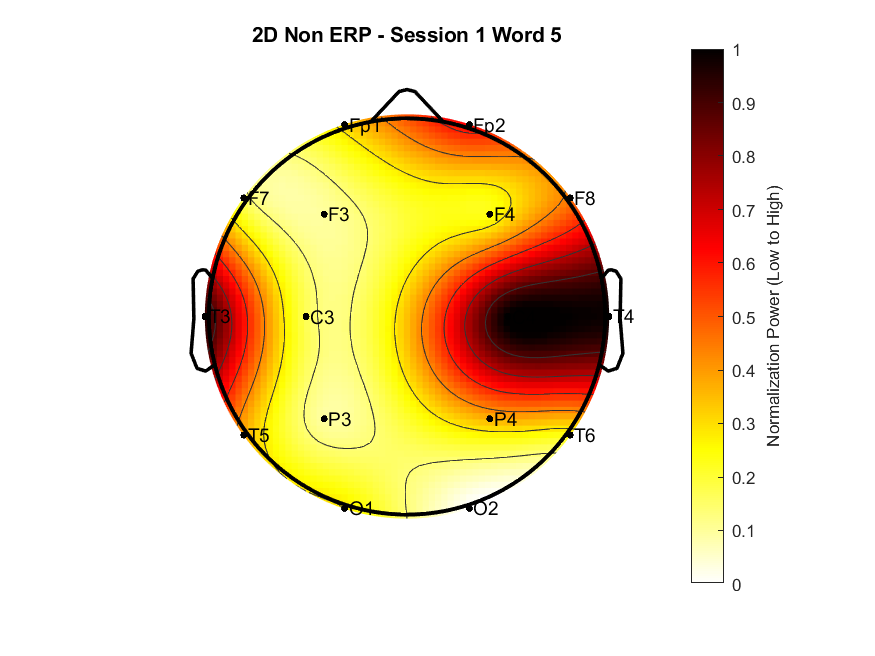 2D Non ERP - Session 1 Word 5
Fp1
Fp2
F7
F8
F3
F4
T3
C3
T4
P3
P4
T5
T6
O1
O2
1
0.9
0.8
0.7
0.6
0.5
0.4
0.3
0.2
0.1
0
Normalization Power (Low to High)